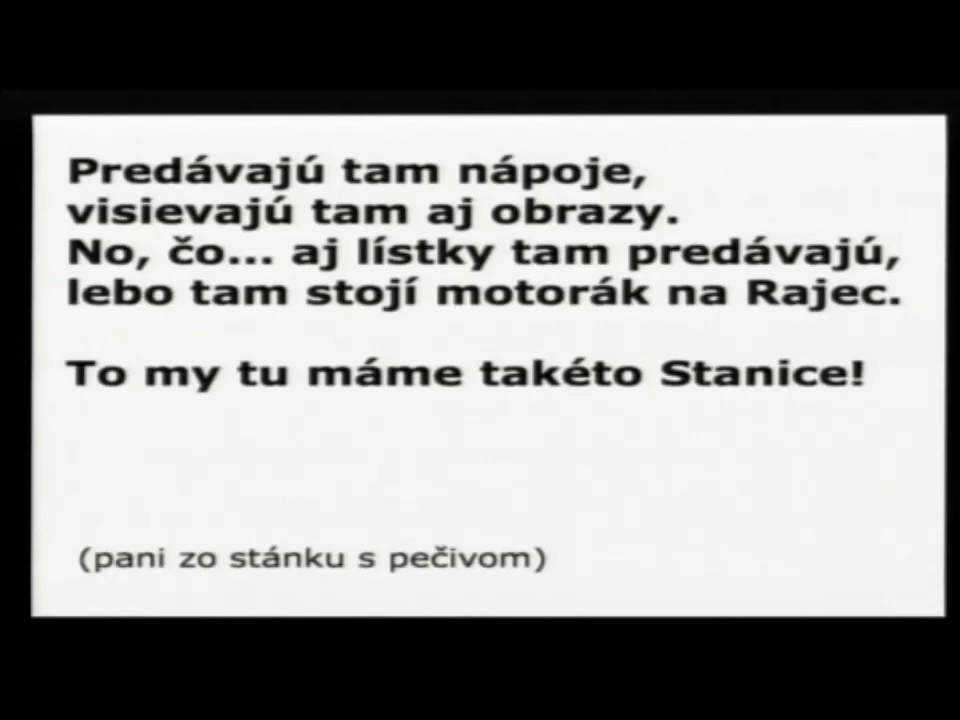 Predávajú tam nápoje,
visievajú tam aj obrazy.
No, čo... aj lístky tam predávajú,
lebo tam stojí motorák na Rajec.
To my tu máme takéto Stanice!
(pani zo stánku s pečivom)